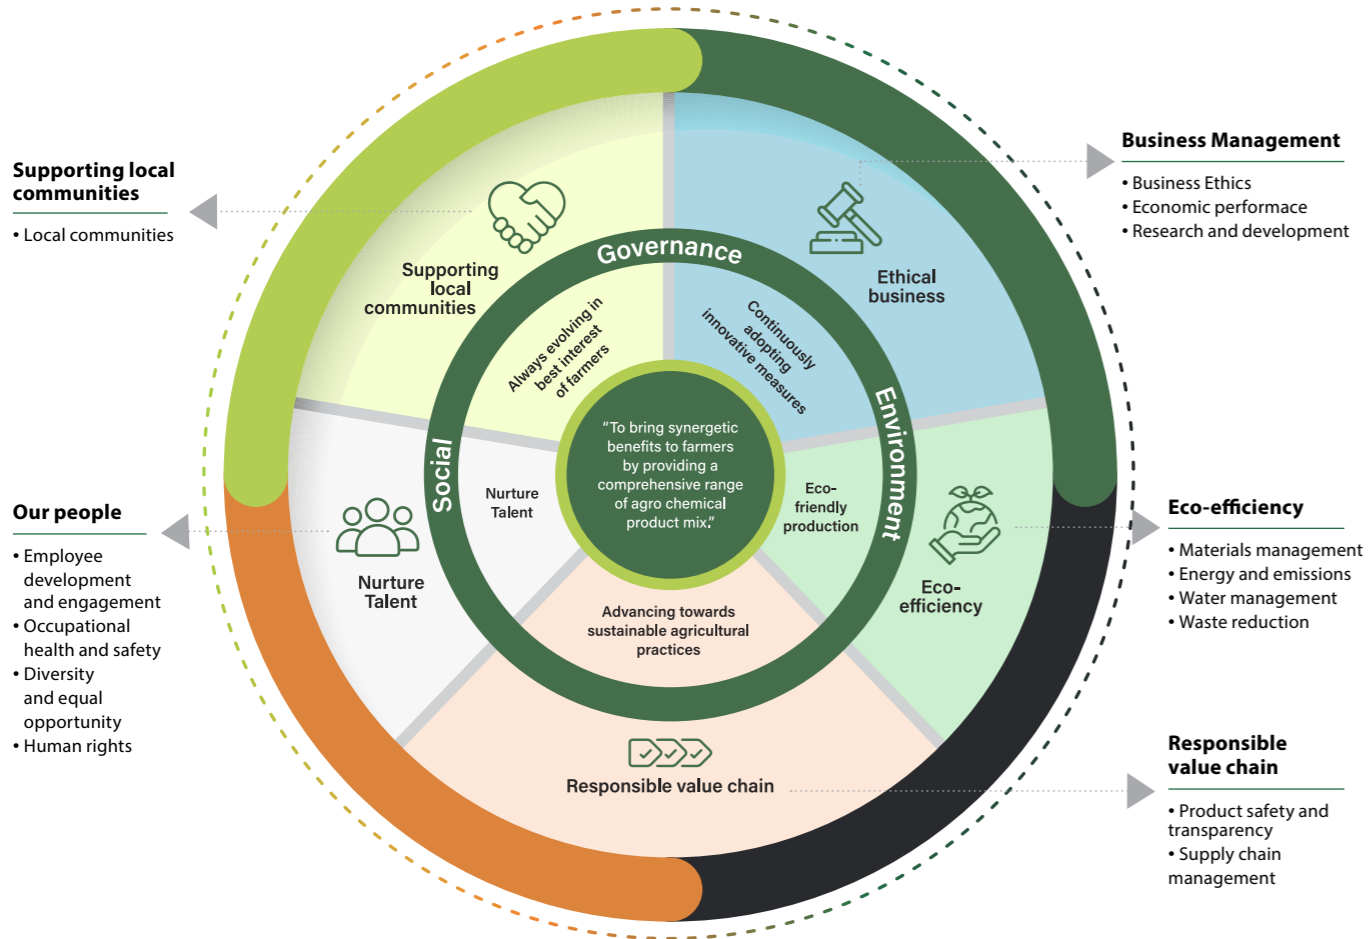 Supporting local
communities
• Local communities
Our people
• Employee
development
and engagement
• Occupational
health and safety
• Diversity
and equal
opportunity
• Human rights
Governance
Social
Environment
Supporting
local
communities
Always evolving in
best interest
of farmers
Ethical
business
Continuously
adopting
innovative measures
Nurture
Talent
Nurture
Talent
“To bring synergetic
benefits to farmers
by providing a
comprehensive range
of agro chemical
product mix.”
Eco-
friendly
production
Eco-
efficiency
Advancing towards
sustainable agricultural
practices
Responsible value chain
Business Management
• Business Ethics
• Economic performace
• Research and development
Eco-efficiency
• Materials management
• Energy and emissions
• Water management
• Waste reduction
Responsible
value chain
• Product safety and
transparency
• Supply chain
management